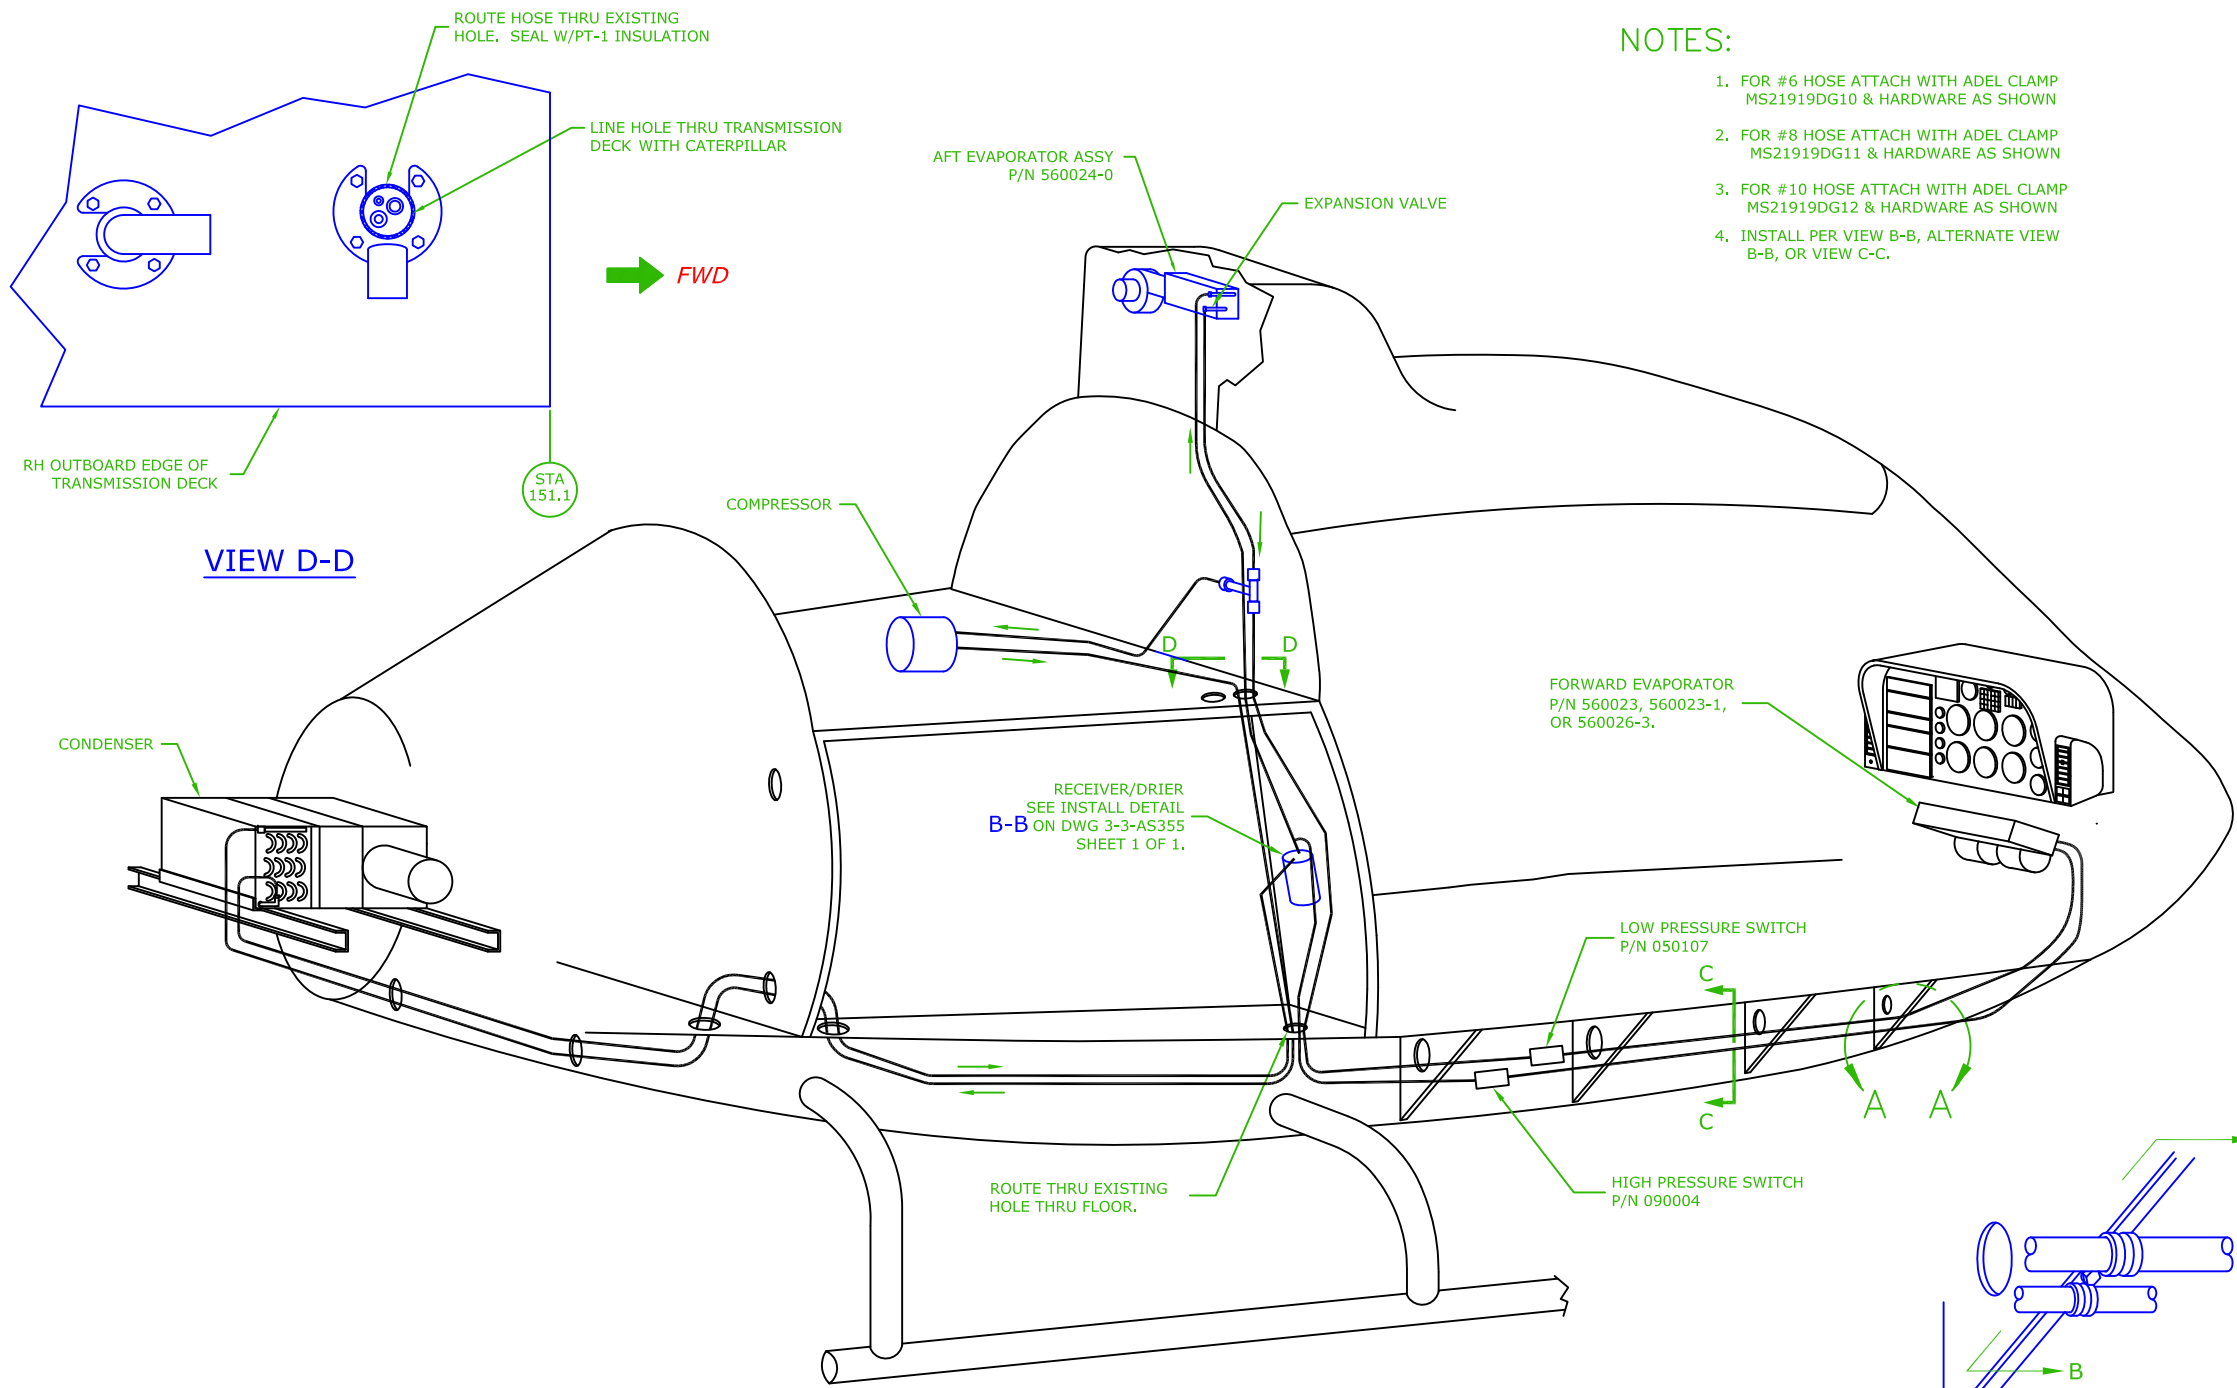 ROUTE HOSE THRU EXISTING
HOLE. SEAL W/PT-1 INSULATION
LINE HOLE THRU TRANSMISSION
DECK WITH CATERPILLAR
FWD
RH OUTBOARD EDGE OF
TRANSMISSION DECK
STA
151.1
VIEW D-D
NOTES:
1. FOR #6 HOSE ATTACH WITH ADEL CLAMP
MS21919DG10 & HARDWARE AS SHOWN
2. FOR #8 HOSE ATTACH WITH ADEL CLAMP
MS21919DG11 & HARDWARE AS SHOWN
3. FOR #10 HOSE ATTACH WITH ADEL CLAMP
MS21919DG12 & HARDWARE AS SHOWN
4. INSTALL PER VIEW B-B, ALTERNATE VIEW
B-B, OR VIEW C-C.
AFT EVAPORATOR ASSY
P/N 560024-0
EXPANSION VALVE
COMPRESSOR
D
D
FORWARD EVAPORATOR
P/N 560023, 560023-1,
OR 560026-3.
CONDENSER
RECEIVER/DRIER
SEE INSTALL DETAIL
B-B ON DWG 3-3-AS355
SHEET 1 OF 1.
LOW PRESSURE SWITCH
P/N 050107
C
C
A
A
ROUTE THRU EXISTING
HOLE THRU FLOOR.
HIGH PRESSURE SWITCH
P/N 090004
B